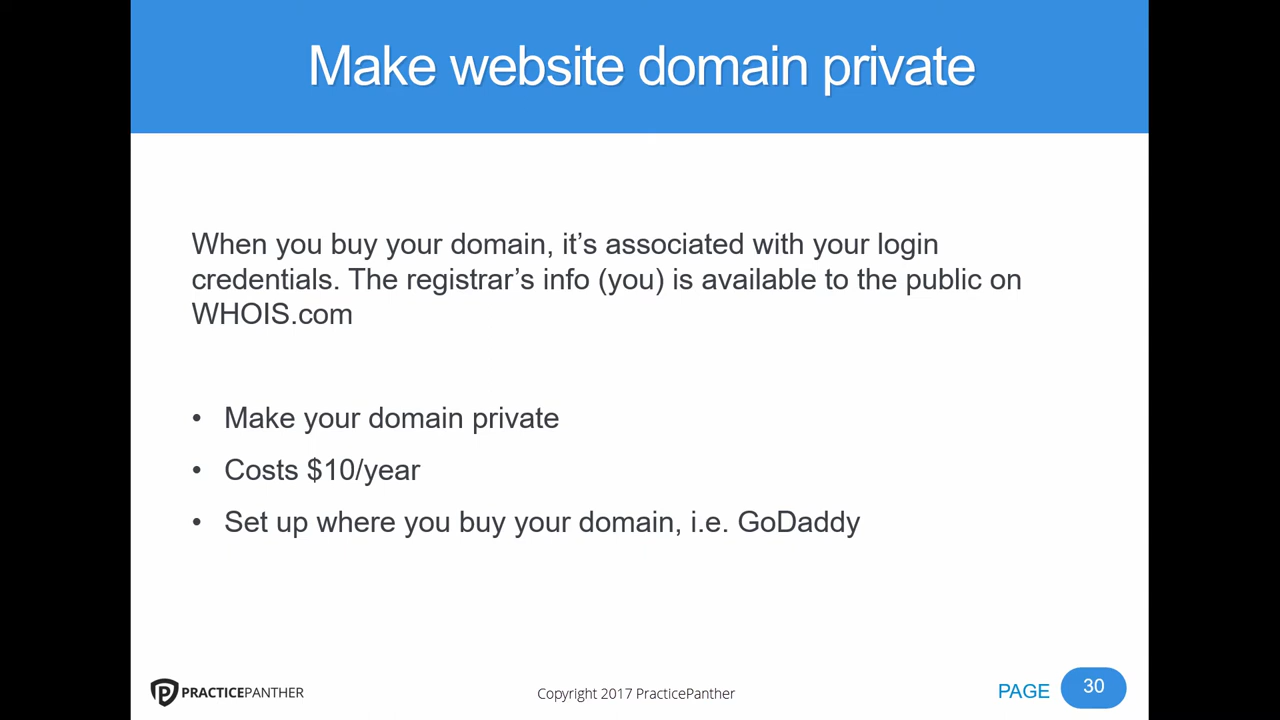 Make website domain private
When you buy your domain, it’s associated with your login
credentials. The registrar’s info (you) is available to the public on
WHOIS.com
• Make your domain private
• Costs $10/year
• Set up where you buy your domain, i.e. GoDaddy
PRACTICEPANTHER
Copyright 2017 PracticePanther
PAGE 30